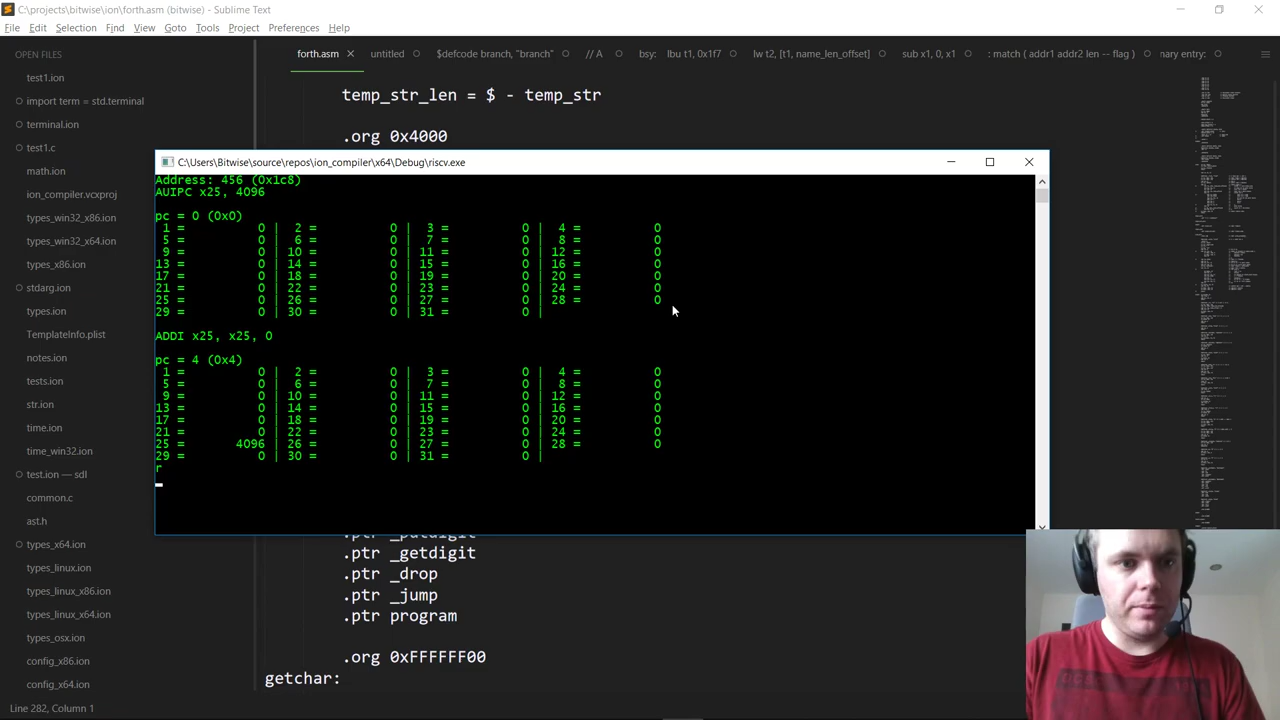 C:\projects\bitwise\ion\forth.asm (bitwise) - Sublime Text
File Edit Selection Find View Goto Tools Project Preferences Help
OPEN FILES
forth.asm
untitled
$defcode branch, "branch"
// A
bsy: lbu t1, 0x1f7
lw t2, [t1, name_len_offset]
sub x1, 0, x1
: match ( addr1 addr2 len -- flag )
nary entry:
test1.ion
import term = std.terminal
terminal.ion
test1.c
math.ion
ion_compiler.vcxproj
types_win32_x86.ion
types_win32_x64.ion
types_x86.ion
stdarg.ion
types.ion
TemplateInfo.plist
notes.ion
tests.ion
str.ion
time.ion
time_win32.ion
test.ion — sdl
common.c
ast.h
types_x64.ion
types_linux.ion
types_linux_x86.ion
types_linux_x64.ion
types_osx.ion
config_x86.ion
config_x64.ion
temp_str_len = $ - temp_str
.org 0x4000
C:\Users\Bitwise\source\repos\ion_compiler\x64\Debug\riscv.exe
Address: 456 (0x1c8)
AUIPC x25, 4096
pc = 0 (0x0)
1 = 0 | 2 = 0 | 3 = 0 | 4 = 0
5 = 0 | 6 = 0 | 7 = 0 | 8 = 0
9 = 0 | 10 = 0 | 11 = 0 | 12 = 0
13 = 0 | 14 = 0 | 15 = 0 | 16 = 0
17 = 0 | 18 = 0 | 19 = 0 | 20 = 0
21 = 0 | 22 = 0 | 23 = 0 | 24 = 0
25 = 0 | 26 = 0 | 27 = 0 | 28 = 0
29 = 0 | 30 = 0 | 31 = 0 |
ADDI x25, x25, 0
pc = 4 (0x4)
1 = 0 | 2 = 0 | 3 = 0 | 4 = 0
5 = 0 | 6 = 0 | 7 = 0 | 8 = 0
9 = 0 | 10 = 0 | 11 = 0 | 12 = 0
13 = 0 | 14 = 0 | 15 = 0 | 16 = 0
17 = 0 | 18 = 0 | 19 = 0 | 20 = 0
21 = 0 | 22 = 0 | 23 = 0 | 24 = 0
25 = 4096 | 26 = 0 | 27 = 0 | 28 = 0
29 = 0 | 30 = 0 | 31 = 0 |
r
.ptr _putdigit
.ptr _getdigit
.ptr _drop
.ptr _jump
.ptr program
.org 0xFFFFFF00
getchar:
Line 282, Column 1